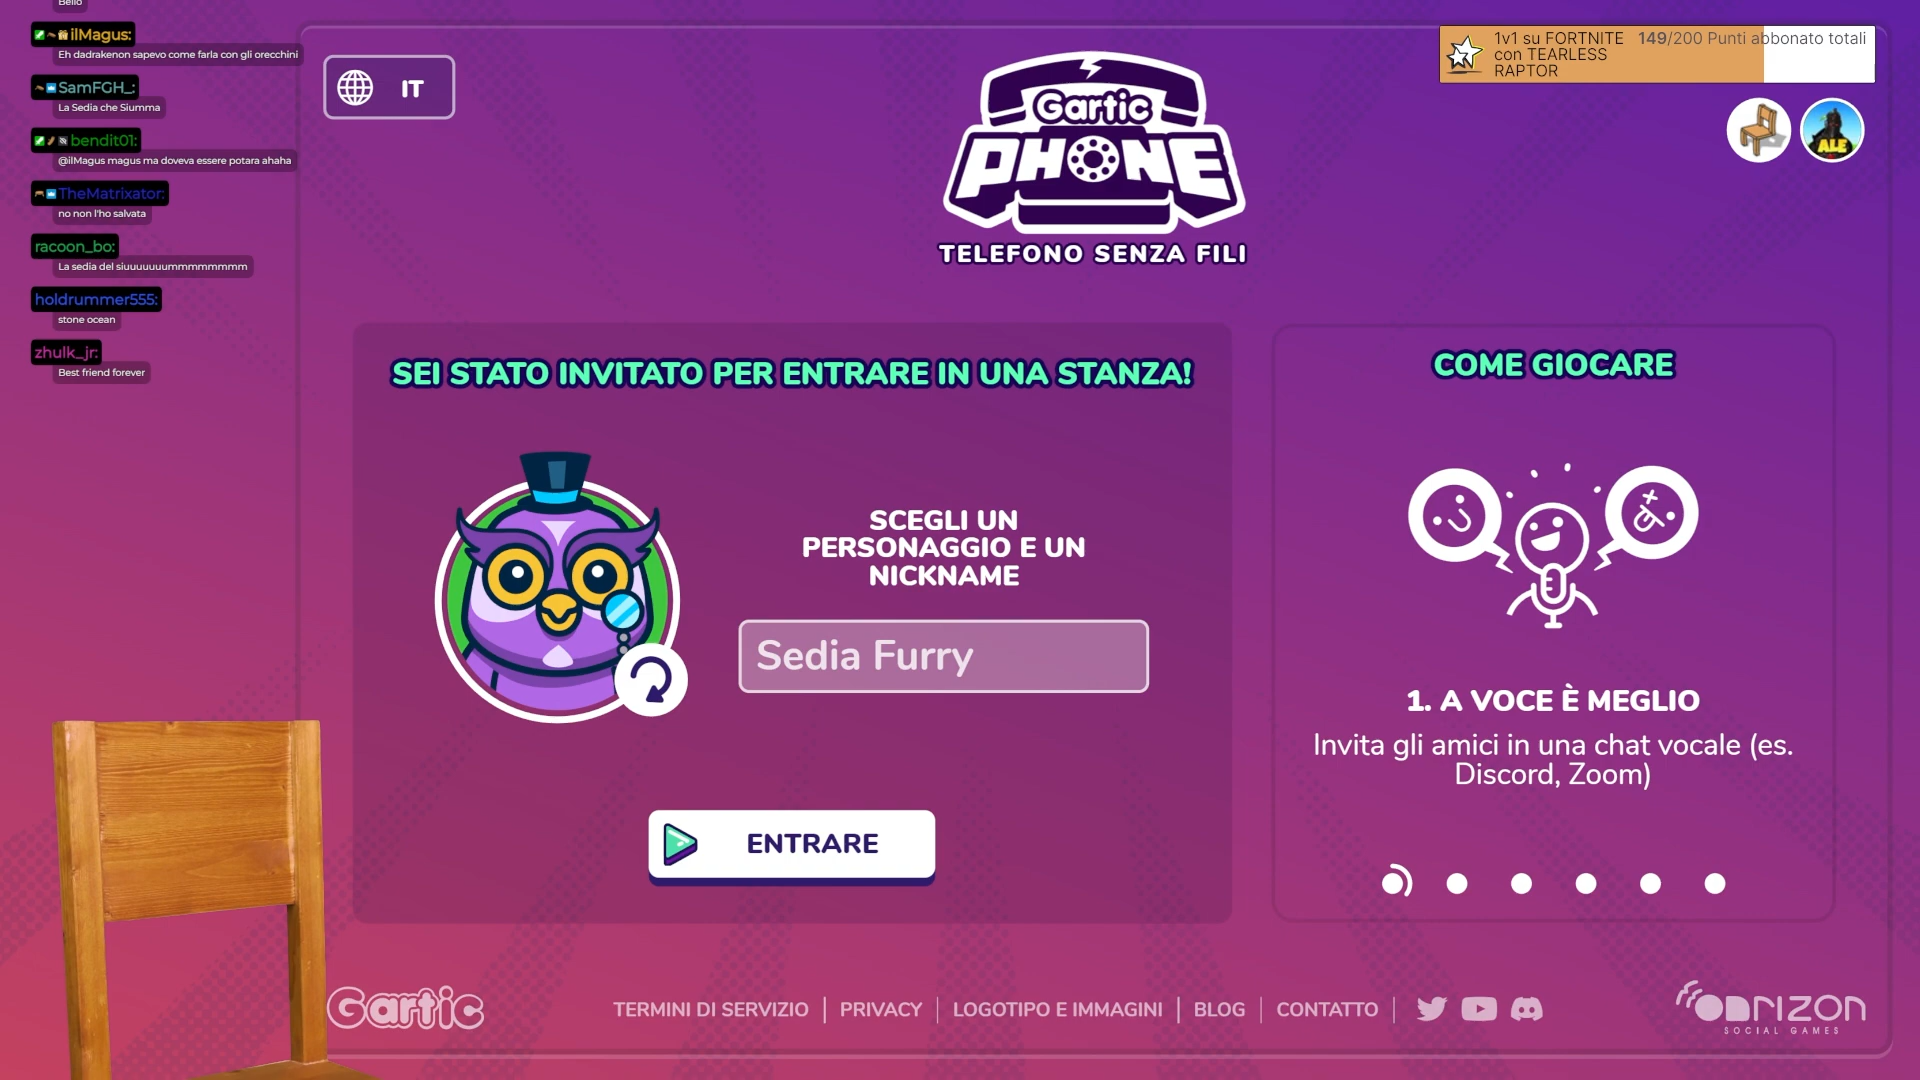 Bello
ilMagus:
Eh dadrakenon sapevo come farla con gli orecchini
SamFGH_:
La Sedia che Siumma
bendit01:
@ilMagus magus ma doveva essere potara ahaha
TheMatrixator:
no non l'ho salvata
racoon_bo:
La sedia del siuuuuuuummmmmmmmm
holdrummer555:
stone ocean
zhulk_jr:
Best friend forever
IT
Gartic
PHONE
TELEFONO SENZA FILI
1v1 su FORTNITE
con TEARLESS
RAPTOR
149/200 Punti abbonato totali
ALE
SEI STATO INVITATO PER ENTRARE IN UNA STANZA!
SCEGLI UN
PERSONAGGIO E UN
NICKNAME
Sedia Furry
ENTRARE
COME GIOCARE
1. A VOCE È MEGLIO
Invita gli amici in una chat vocale (es.
Discord, Zoom)
Gartic
TERMINI DI SERVIZIO | PRIVACY | LOGOTIPO E IMMAGINI | BLOG | CONTATTO |
ONRIZON
SOCIAL GAMES